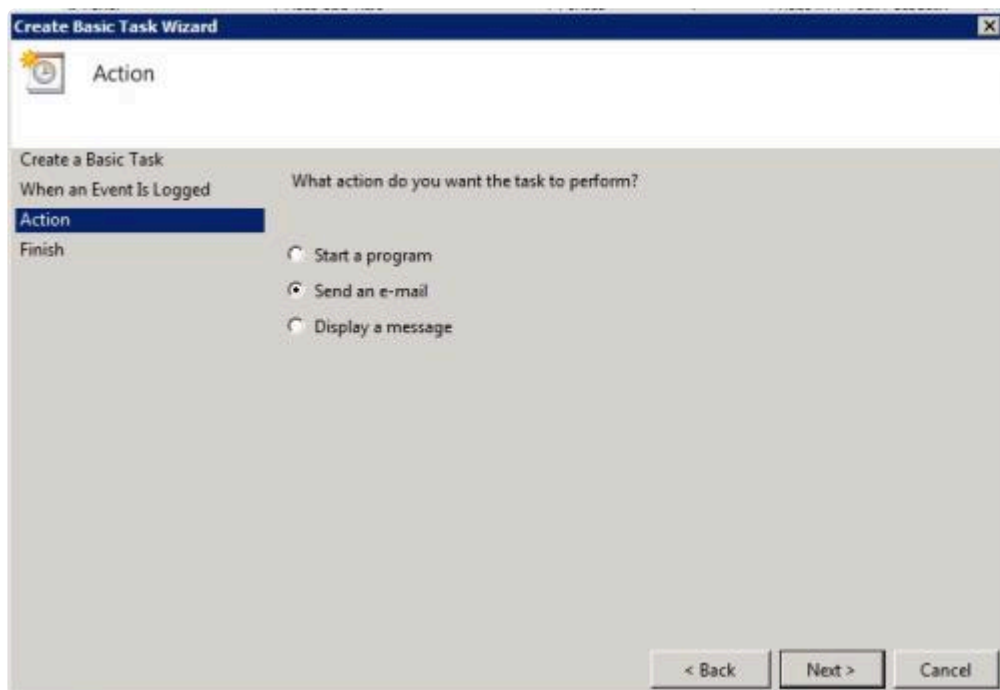 Create Basic Task Wizard
Action
Create a Basic Task
When an Event Is Logged
Action
Finish
What action do you want the task to perform?
Start a program
Send an e-mail
Display a message
< Back
Next >
Cancel